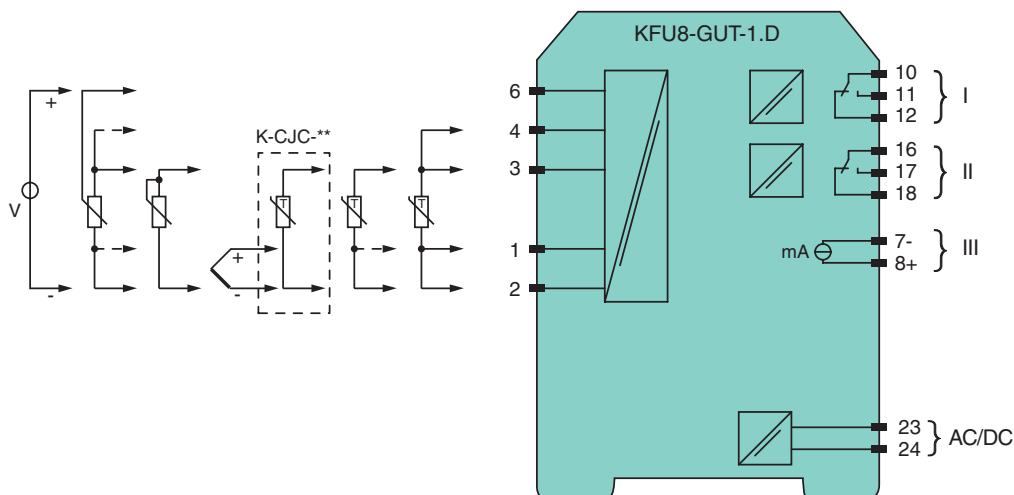 KFU8-GUT-1.D
+
V
-
K-CJC-**
T
+
-
T
T
6
4
3
1
2
10
11
12
I
16
17
18
II
mA
7-
8+
III
23
24
AC/DC